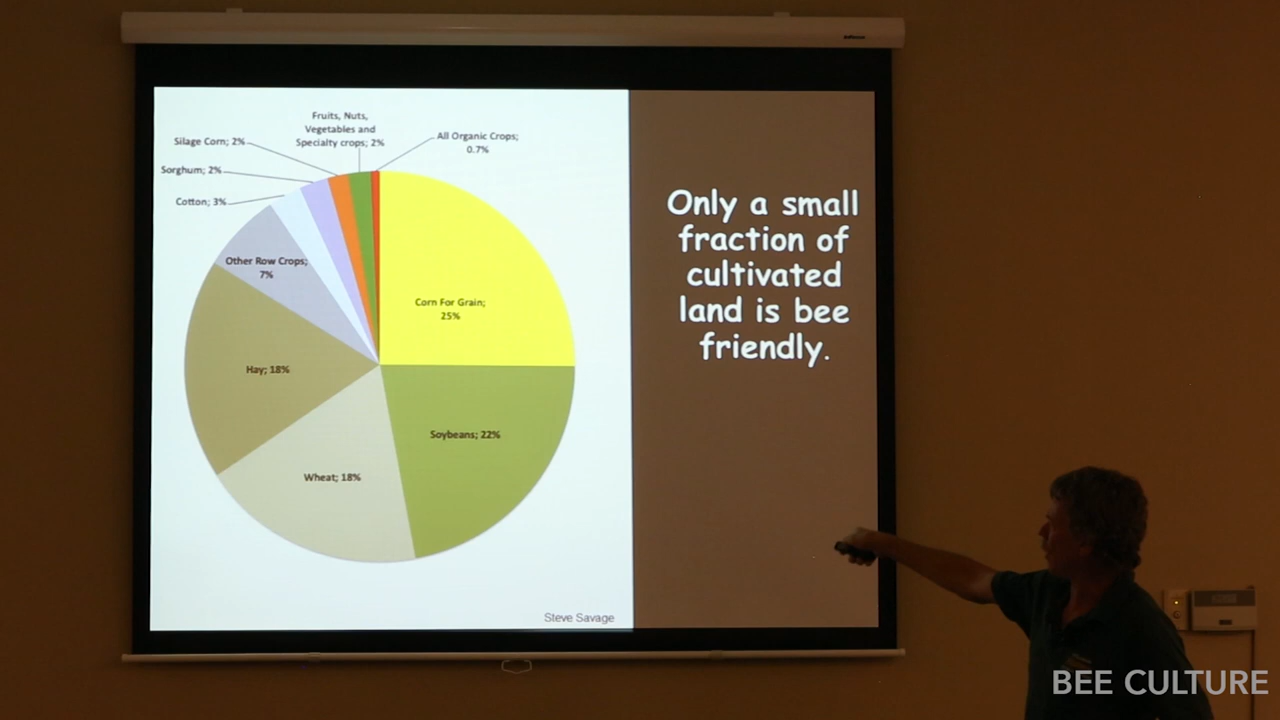 Fruits, Nuts,
Vegetables and
Specialty crops; 2%
All Organic Crops;
0.7%
Silage Corn; 2%
Sorghum; 2%
Cotton; 3%
Other Row Crops;
7%
Corn For Grain;
25%
Hay; 18%
Soybeans; 22%
Wheat; 18%
Steve Savage
Only a small
fraction of
cultivated
land is bee
friendly.
BEE CULTURE